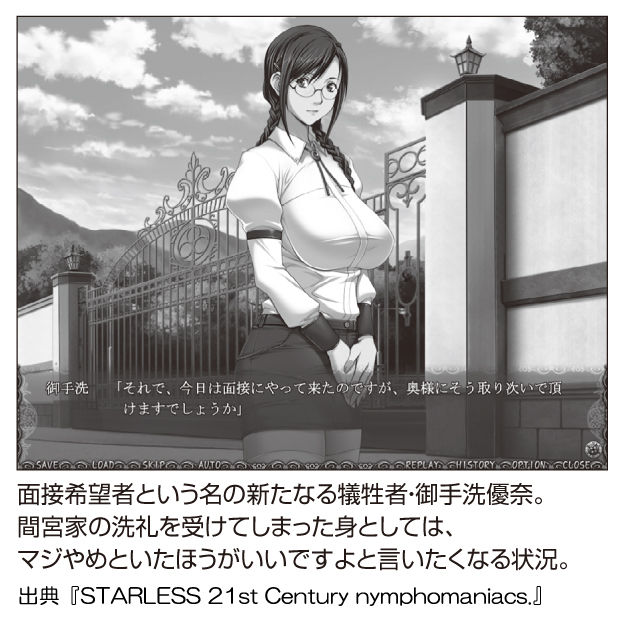 御手洗 「それで、今日は面接にやって来たのですが、奥様にそう取り次いで頂
けますでしょうか」
SAVE LOAD SKIP AUTO SO2 SO2 SO2 REPLAY HISTORY OPTION CLOSE
面接希望者という名の新たなる犠牲者・御手洗優奈。
間宮家の洗礼を受けてしまった身としては、
マジやめといたほうがいいですよと言いたくなる状況。
出典『STARLESS 21st Century nymphomaniacs.』